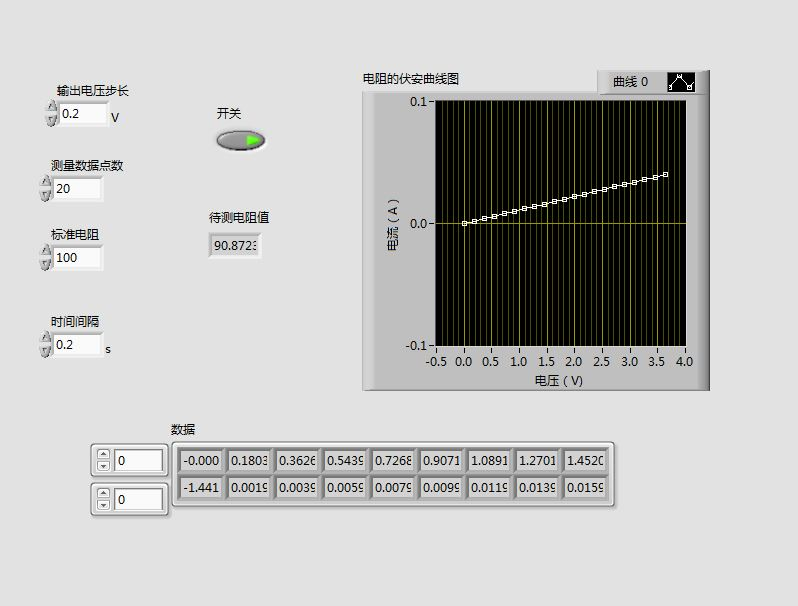 输出电压步长
0.2 V
测量数据点数
20
标准电阻
100
时间间隔
0.2 s
开关
待测电阻值
90.8723
电阻的伏安曲线图
曲线 0
电流（A）
0.1
0.0
-0.1
-0.5 0.0 0.5 1.0 1.5 2.0 2.5 3.0 3.5 4.0
电压（V）
数据
0
0
-0.000 0.1803 0.3626 0.5439 0.7268 0.9071 1.0891 1.2701 1.4520
-1.441 0.0019 0.0039 0.0059 0.0079 0.0099 0.0119 0.0139 0.0159